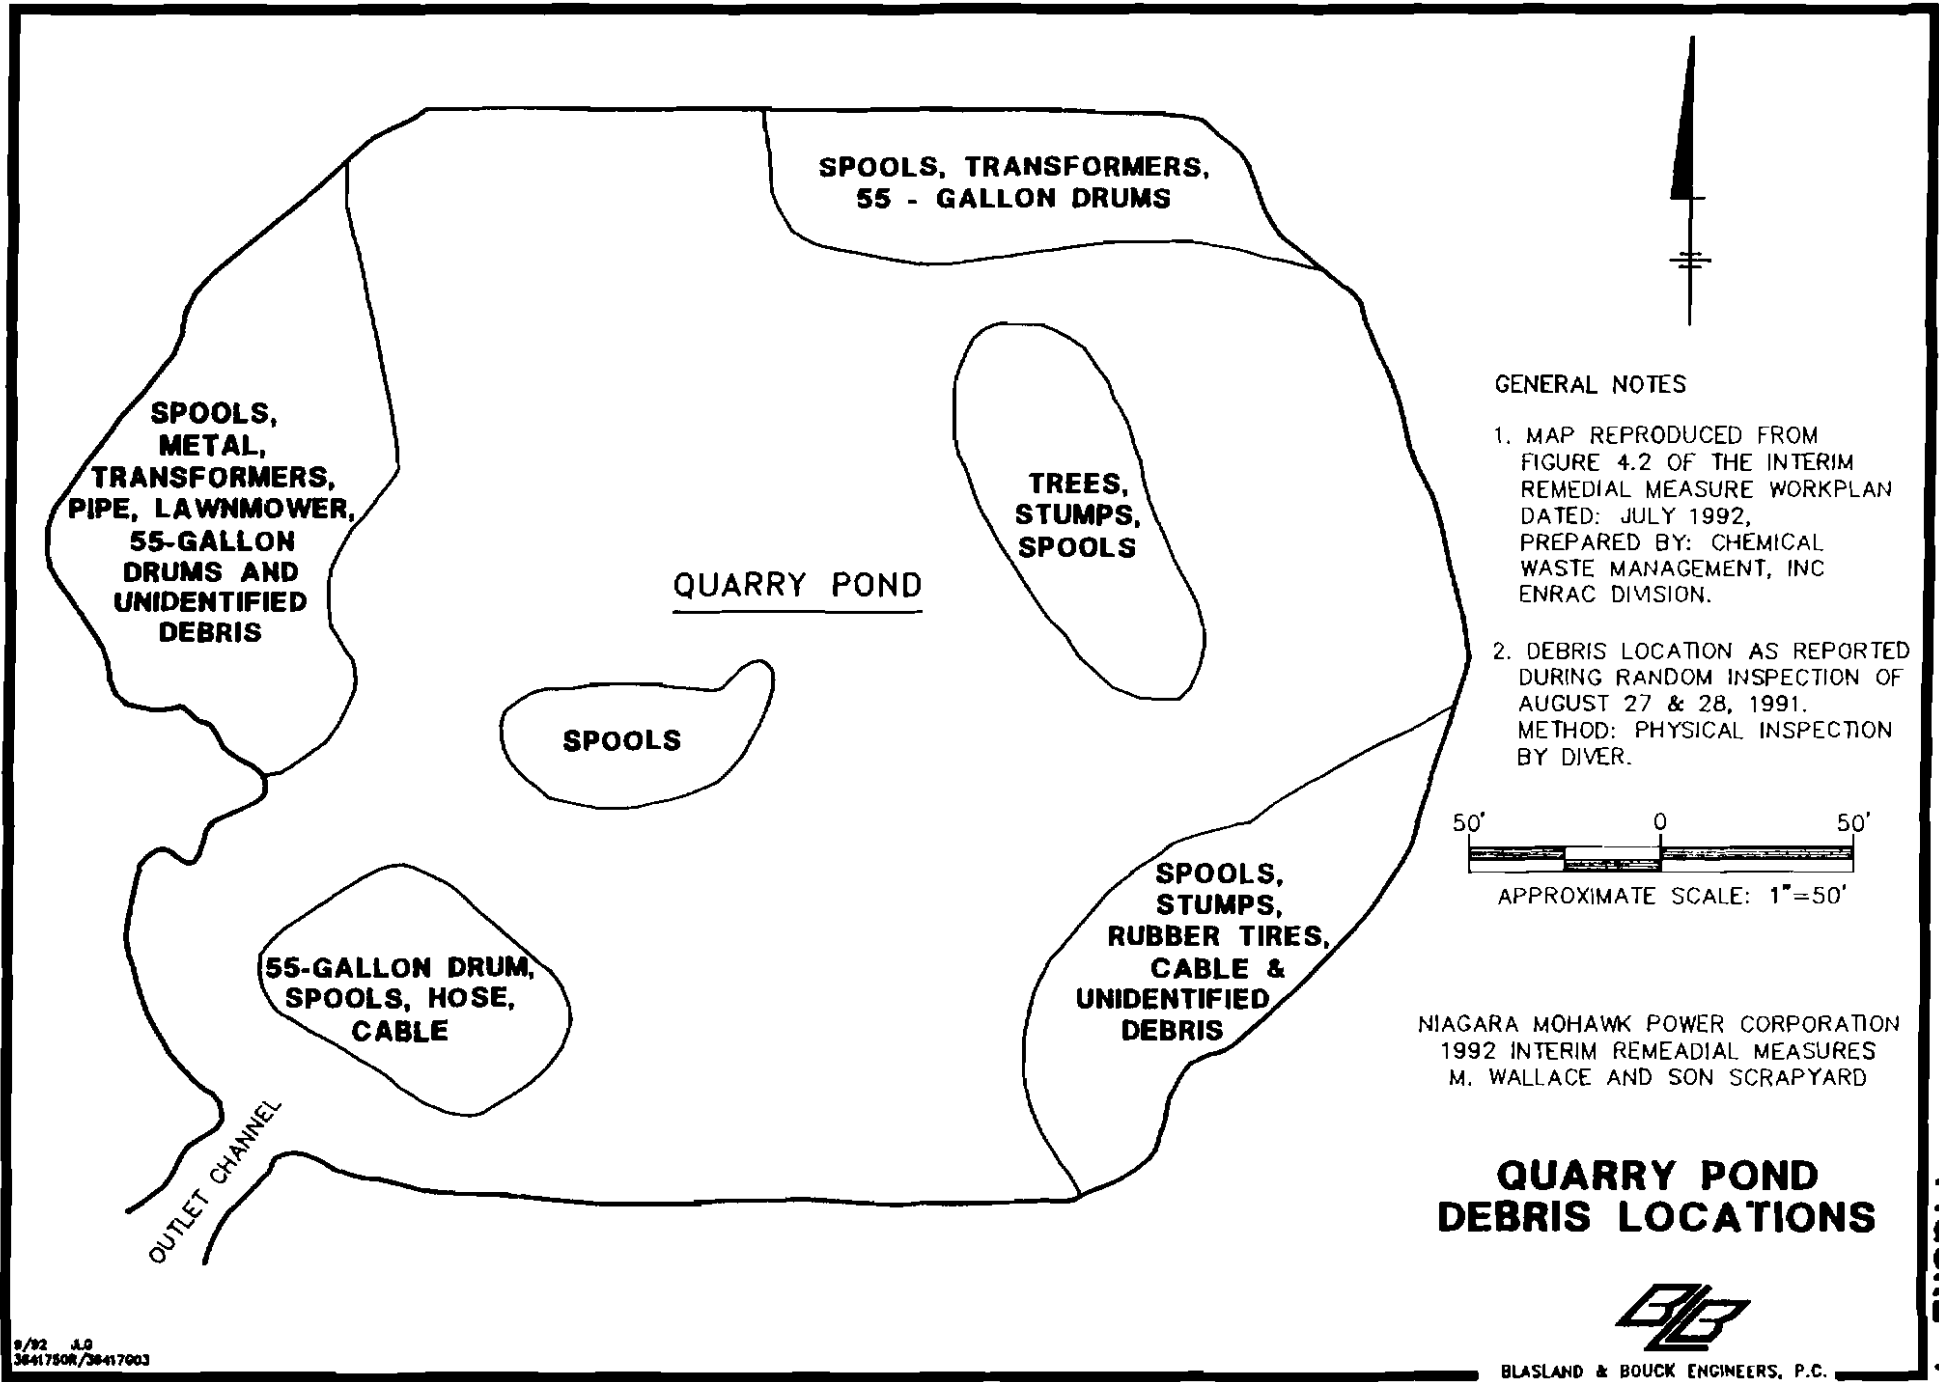 SPOOLS, TRANSFORMERS,
55 - GALLON DRUMS
SPOOLS,
METAL,
TRANSFORMERS,
PIPE, LAWNMOWER,
55-GALLON
DRUMS AND
UNIDENTIFIED
DEBRIS
TREES,
STUMPS,
SPOOLS
QUARRY POND
SPOOLS
55-GALLON DRUM,
SPOOLS, HOSE,
CABLE
SPOOLS,
STUMPS,
RUBBER TIRES,
CABLE &
UNIDENTIFIED
DEBRIS
OUTLET CHANNEL
GENERAL NOTES
1. MAP REPRODUCED FROM
FIGURE 4.2 OF THE INTERIM
REMEDIAL MEASURE WORKPLAN
DATED: JULY 1992,
PREPARED BY: CHEMICAL
WASTE MANAGEMENT, INC
ENRAC DIVISION.
2. DEBRIS LOCATION AS REPORTED
DURING RANDOM INSPECTION OF
AUGUST 27 & 28, 1991.
METHOD: PHYSICAL INSPECTION
BY DIVER.
50' 0 50'
APPROXIMATE SCALE: 1"=50'
NIAGARA MOHAWK POWER CORPORATION
1992 INTERIM REMEADIAL MEASURES
M. WALLACE AND SON SCRAPYARD
QUARRY POND
DEBRIS LOCATIONS
BLASLAND & BOUCK ENGINEERS, P.C.
9/92 JLO